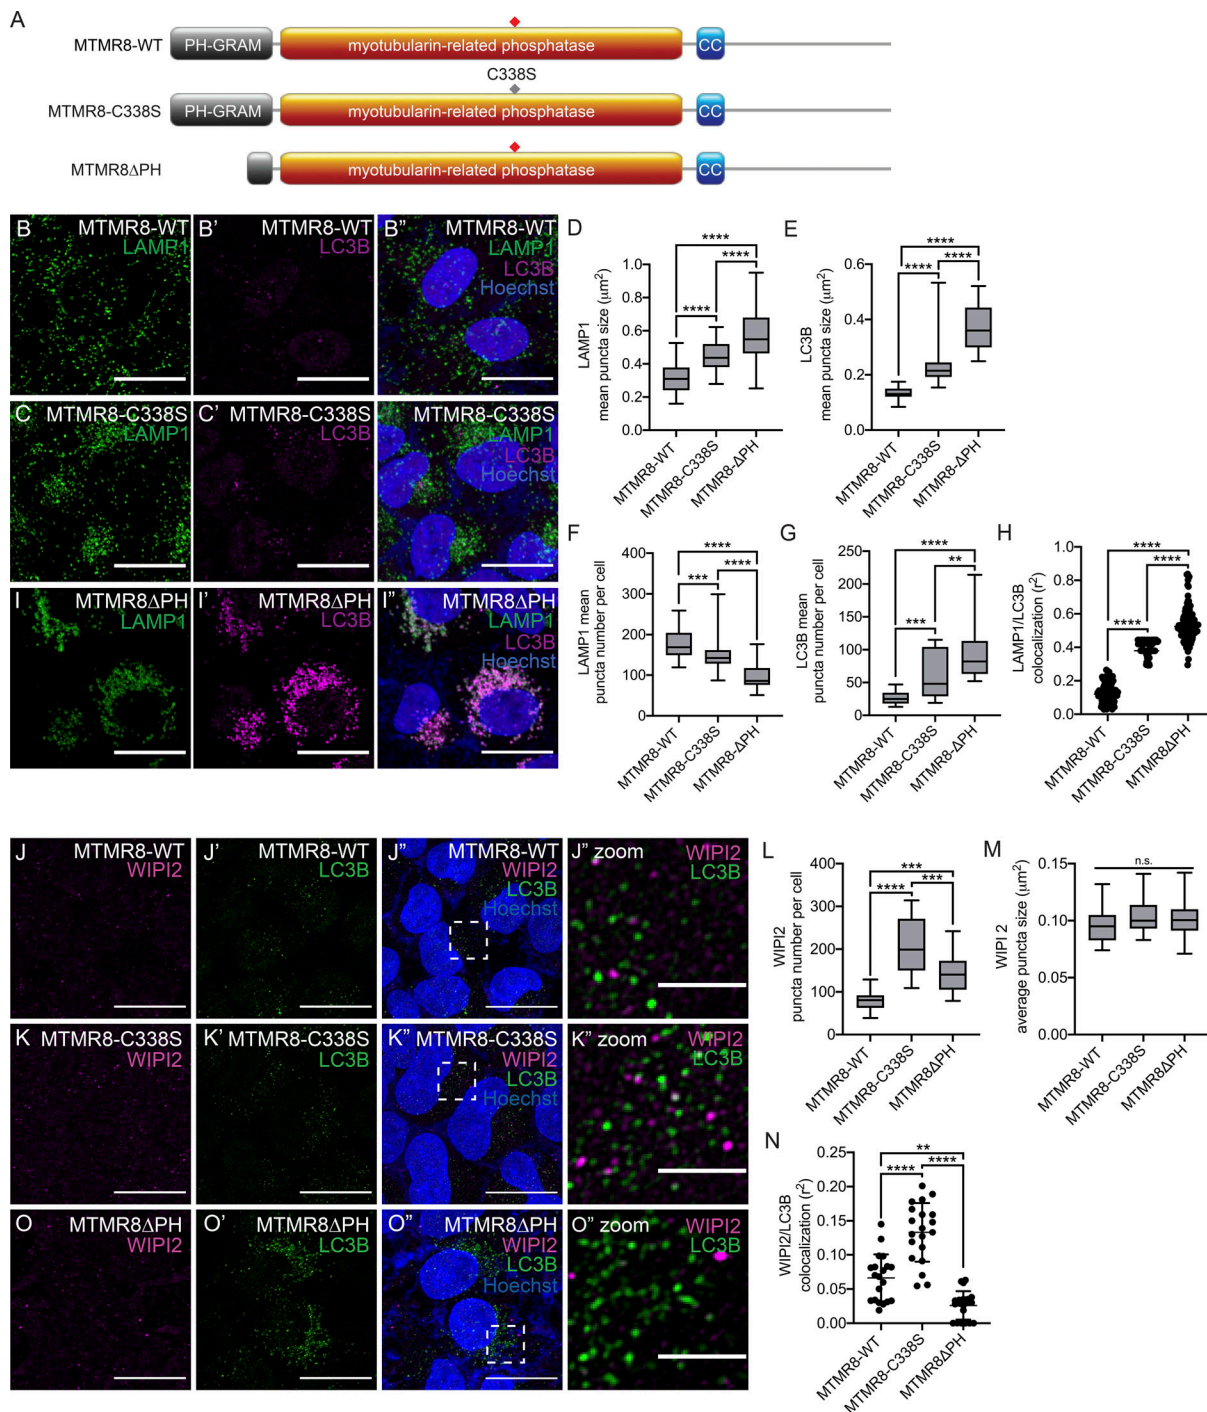 A
MTMR8-WT
PH-GRAM
myotubularin-related phosphatase
CC
C338S
MTMR8-C338S
PH-GRAM
myotubularin-related phosphatase
CC
MTMR8ΔPH
myotubularin-related phosphatase
CC
B MTMR8-WT
LAMP1
B' MTMR8-WT
LC3B
B" MTMR8-WT
LAMP1
LC3B
Hoechst
C MTMR8-C338S
LAMP1
C' MTMR8-C338S
LC3B
MTMR8-C338S
LAMP1
LC3B
Hoechst
I MTMR8ΔPH
LAMP1
I' MTMR8ΔPH
LC3B
I" MTMR8ΔPH
LAMP1
LC3B
Hoechst
D
LAMP1
mean puncta size (μm²)
1.0
0.8
0.6
0.4
0.2
0.0
****
****
****
MTMR8-WT
MTMR8-C338S
MTMR8-ΔPH
E
LC3B
mean puncta size (μm²)
0.6
0.4
0.2
0.0
****
****
****
MTMR8-WT
MTMR8-C338S
MTMR8-ΔPH
F
LAMP1 mean
puncta number per cell
400
300
200
100
0
****
***
****
MTMR8-WT
MTMR8-C338S
MTMR8-ΔPH
G
LC3B mean
puncta number per cell
250
200
150
100
50
0
****
**
***
MTMR8-WT
MTMR8-C338S
MTMR8-ΔPH
H
LAMP1/LC3B
colocalization (r²)
1.0
0.8
0.6
0.4
0.2
0.0
****
****
****
MTMR8-WT
MTMR8-C338S
MTMR8ΔPH
J MTMR8-WT
WIPI2
J' MTMR8-WT
LC3B
J" MTMR8-WT
WIPI2
LC3B
Hoechst
J" zoom WIPI2
LC3B
K MTMR8-C338S
WIPI2
K' MTMR8-C338S
LC3B
K" MTMR8-C338S
WIPI2
LC3B
Hoechst
K" zoom WIPI2
LC3B
O MTMR8ΔPH
WIPI2
O' MTMR8ΔPH
LC3B
O" MTMR8ΔPH
WIPI2
LC3B
Hoechst
O" zoom WIPI2
LC3B
L
WIPI2
puncta number per cell
400
300
200
100
0
***
***
****
MTMR8-WT
MTMR8-C338S
MTMR8ΔPH
M
WIPI 2
average puncta size (μm²)
0.15
0.10
0.05
0.00
n.s.
MTMR8-WT
MTMR8-C338S
MTMR8ΔPH
N
WIPI2/LC3B
colocalization (r²)
0.25
0.20
0.15
0.10
0.05
0.00
**
****
****
MTMR8-WT
MTMR8-C338S
MTMR8ΔPH